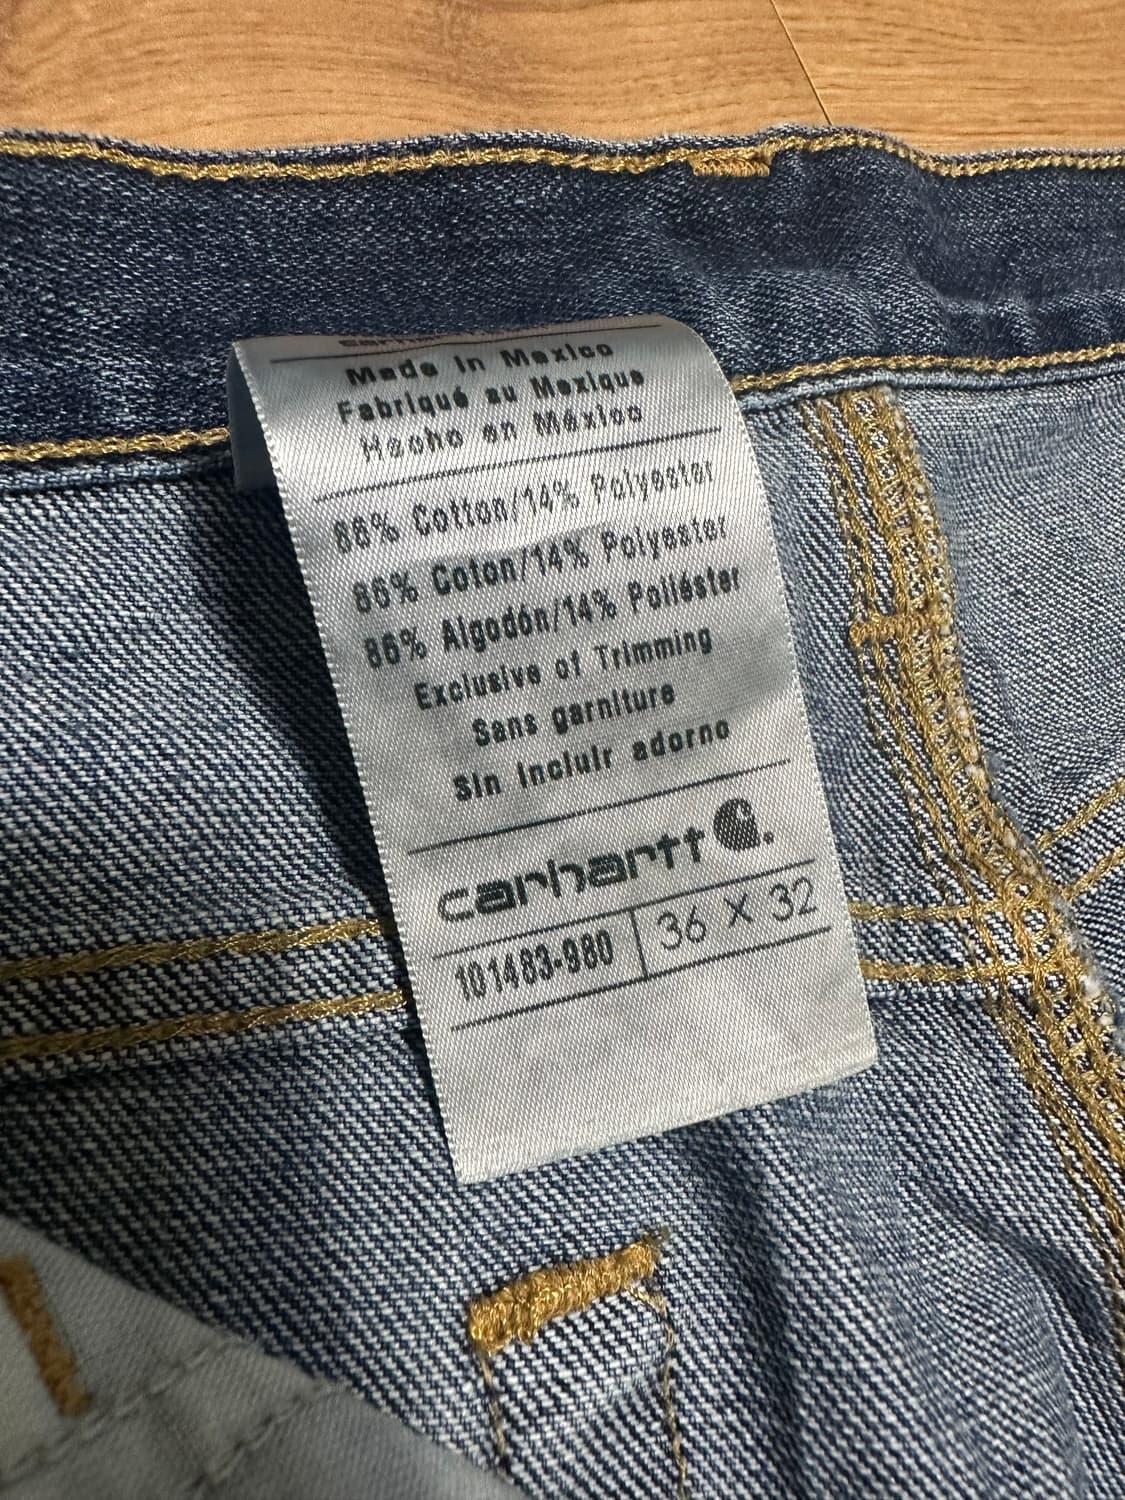 Made in Mexico
Fabriqué au Mexique
Hecho en México
86% Cotton/14% Polyester
86% Coton/14% Polyester
86% Algodón/14% Poliéster
Exclusive of Trimming
Sans garniture
Sin incluir adorno
carhartt
101483-980 36 X 32